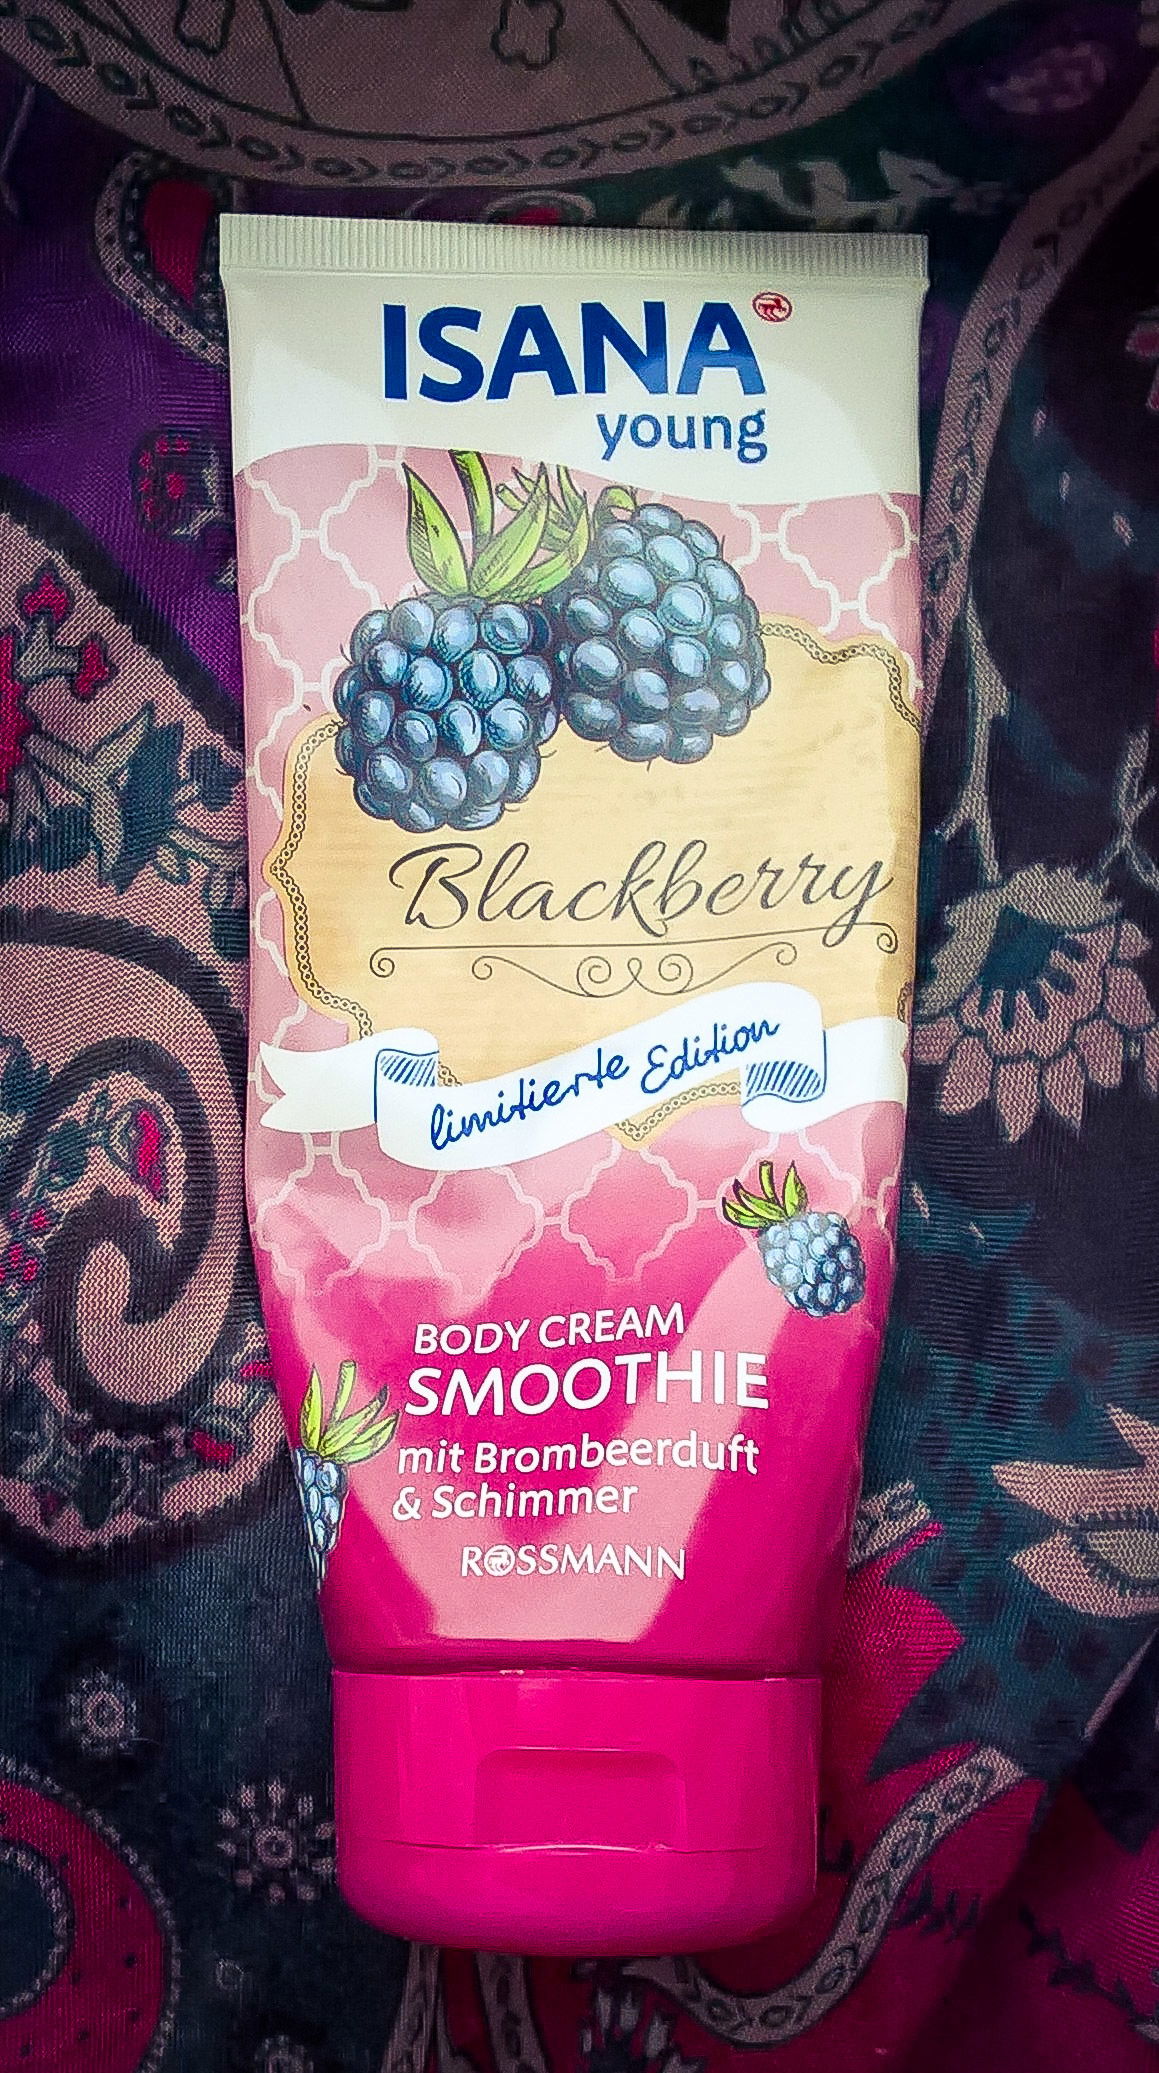 ISANA
young
Blackberry
limitierte Edition
BODY CREAM
SMOOTHIE
mit Brombeerduft
& Schimmer
ROSSMANN